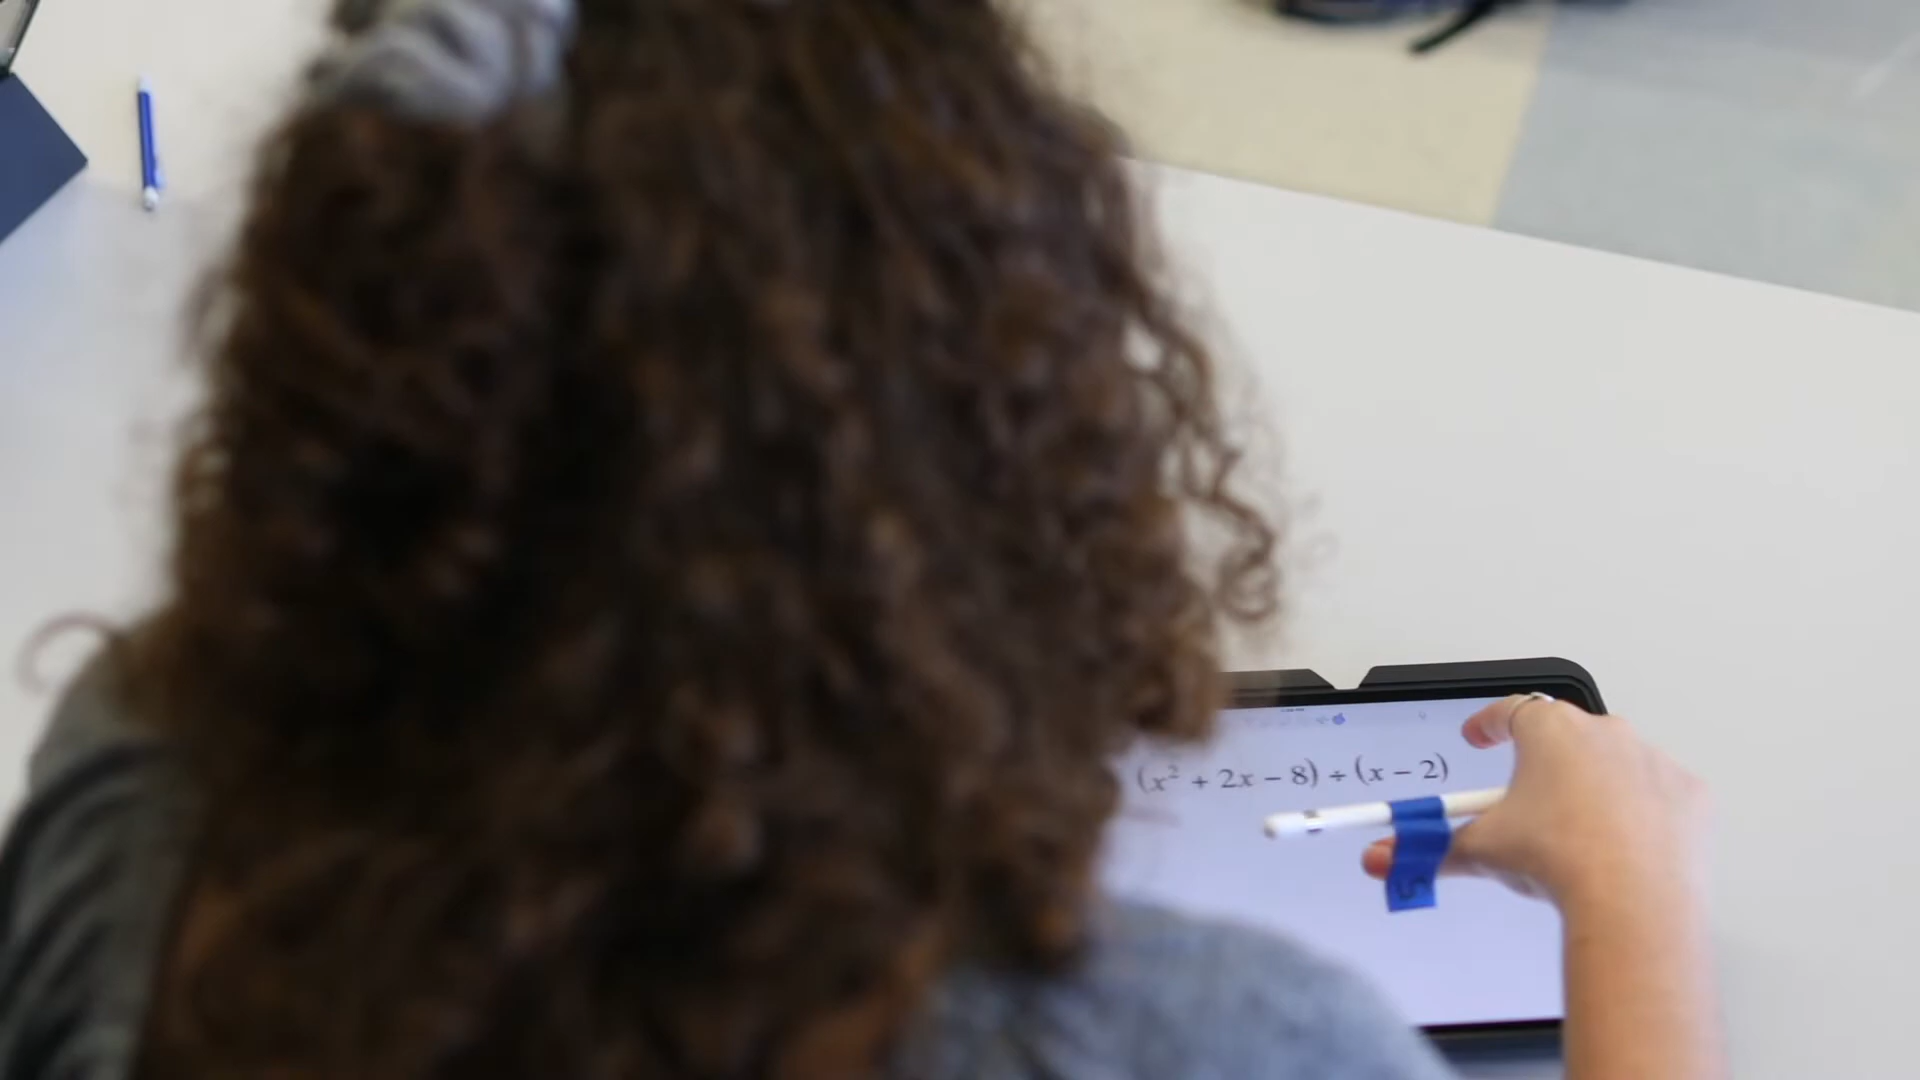 (x² + 2x − 8) ÷ (x − 2)